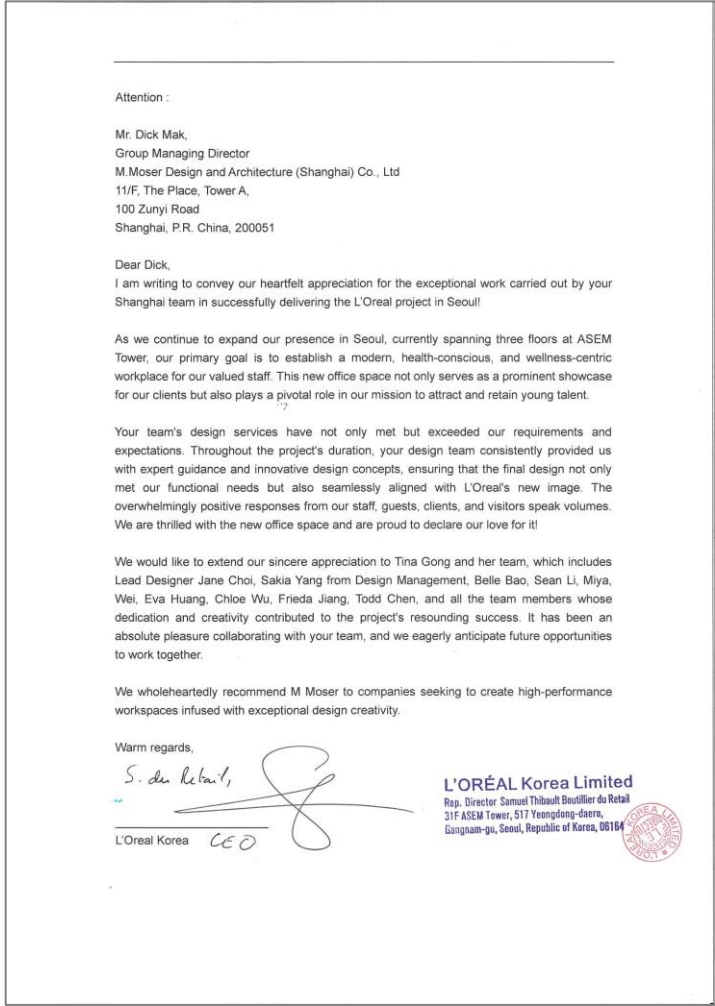 Attention :
Mr. Dick Mak,
Group Managing Director
M.Moser Design and Architecture (Shanghai) Co., Ltd
11/F, The Place, Tower A,
100 Zunyi Road
Shanghai, P.R. China, 200051
Dear Dick,
I am writing to convey our heartfelt appreciation for the exceptional work carried out by your
Shanghai team in successfully delivering the L'Oreal project in Seoul!
As we continue to expand our presence in Seoul, currently spanning three floors at ASEM
Tower, our primary goal is to establish a modern, health-conscious, and wellness-centric
workplace for our valued staff. This new office space not only serves as a prominent showcase
for our clients but also plays a pivotal role in our mission to attract and retain young talent.
Your team's design services have not only met but exceeded our requirements and
expectations. Throughout the project's duration, your design team consistently provided us
with expert guidance and innovative design concepts, ensuring that the final design not only
met our functional needs but also seamlessly aligned with L'Oreal's new image. The
overwhelmingly positive responses from our staff, guests, clients, and visitors speak volumes.
We are thrilled with the new office space and are proud to declare our love for it!
We would like to extend our sincere appreciation to Tina Gong and her team, which includes
Lead Designer Jane Choi, Sakia Yang from Design Management, Belle Bao, Sean Li, Miya,
Wei, Eva Huang, Chloe Wu, Frieda Jiang, Todd Chen, and all the team members whose
dedication and creativity contributed to the project's resounding success. It has been an
absolute pleasure collaborating with your team, and we eagerly anticipate future opportunities
to work together.
We wholeheartedly recommend M Moser to companies seeking to create high-performance
workspaces infused with exceptional design creativity.
Warm regards,
S. du Retail,
L'Oreal Korea CEO
L'ORÉAL Korea Limited
Rep. Director Samuel Thibault Boutillier du Retail
31F ASEM Tower, 517 Yeongdong-daero,
Gangnam-gu, Seoul, Republic of Korea, 06164
L'OREAL KOREA LIMITED